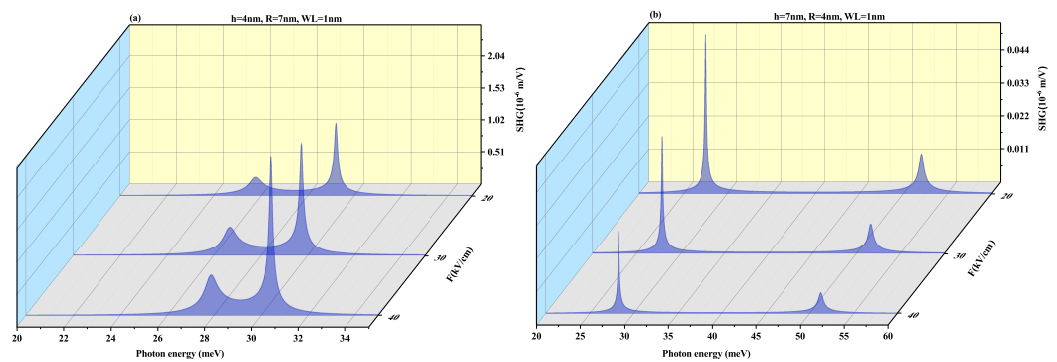 (a)
h=4nm, R=7nm, WL=1nm
2.04
1.53
1.02
0.51
SHG(10⁻⁶ m/V)
20
30
40
F(kV/cm)
20 22 24 26 28 30 32 34
Photon energy (meV)
(b)
h=7nm, R=4nm, WL=1nm
0.044
0.033
0.022
0.011
SHG(10⁻⁶ m/V)
20
30
40
F(kV/cm)
20 25 30 35 40 45 50 55 60
Photon energy (meV)